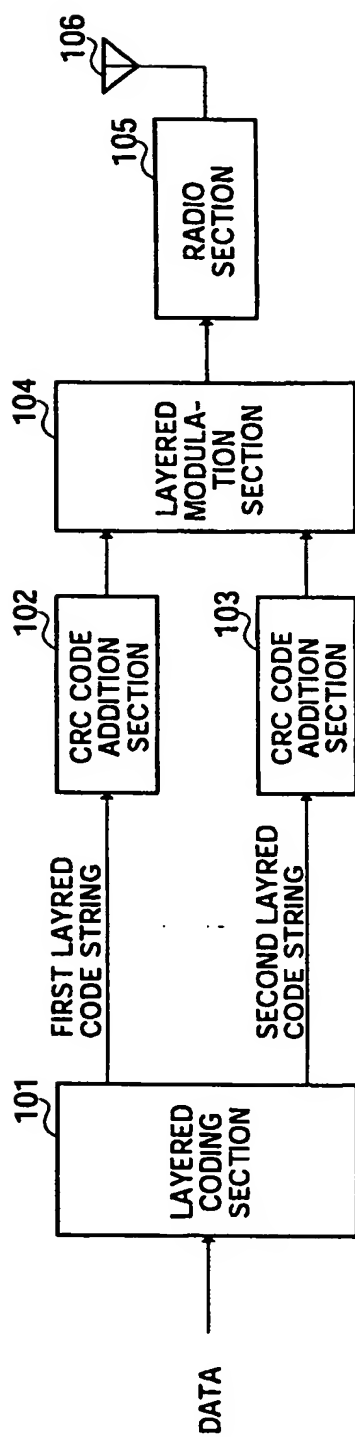 DATA
101
LAYERED
CODING
SECTION
FIRST LAYRED
CODE STRING
SECOND LAYRED
CODE STRING
102
CRC CODE
ADDITION
SECTION
103
CRC CODE
ADDITION
SECTION
104
LAYERED
MODULA-
TION
SECTION
105
RADIO
SECTION
106